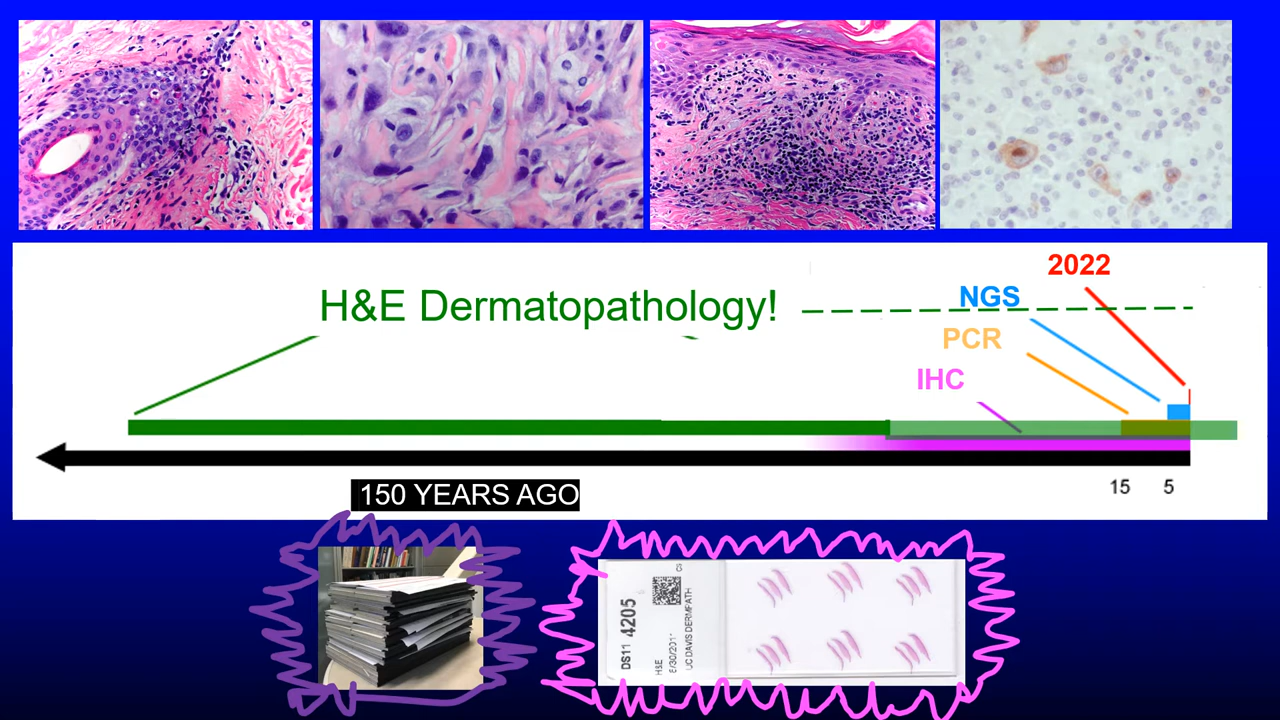 2022
H&E Dermatopathology!
NGS
PCR
IHC
150 YEARS AGO
15
5
DS11 4205
H&E
UC DAVIS DERMPATH